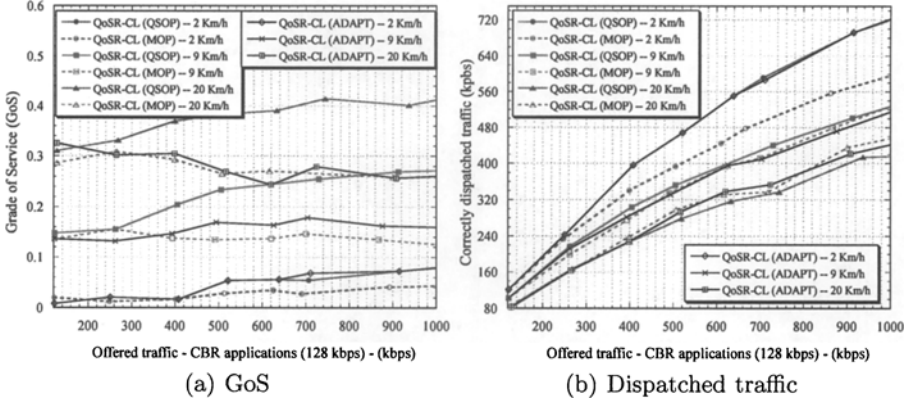 0.6
0.5
0.4
0.3
0.2
0.1
0
Grade of Service (GoS)
QoSR-CL (QSOP) -- 2 Km/h
QoSR-CL (MOP) -- 2 Km/h
QoSR-CL (QSOP) -- 9 Km/h
QoSR-CL (MOP) -- 9 Km/h
QoSR-CL (QSOP) -- 20 Km/h
QoSR-CL (MOP) -- 20 Km/h
QoSR-CL (ADAPT) -- 2 Km/h
QoSR-CL (ADAPT) -- 9 Km/h
QoSR-CL (ADAPT) -- 20 Km/h
200 300 400 500 600 700 800 900 1000
Offered traffic - CBR applications (128 kbps) - (kbps)
(a) GoS
720
640
560
480
400
320
240
160
80
Correctly dispatched traffic (kpbs)
QoSR-CL (QSOP) -- 2 Km/h
QoSR-CL (MOP) -- 2 Km/h
QoSR-CL (QSOP) -- 9 Km/h
QoSR-CL (MOP) -- 9 Km/h
QoSR-CL (QSOP) -- 20 Km/h
QoSR-CL (MOP) -- 20 Km/h
QoSR-CL (ADAPT) -- 2 Km/h
QoSR-CL (ADAPT) -- 9 Km/h
QoSR-CL (ADAPT) -- 20 Km/h
200 300 400 500 600 700 800 900 1000
Offered traffic - CBR applications (128 kbps) - (kbps)
(b) Dispatched traffic